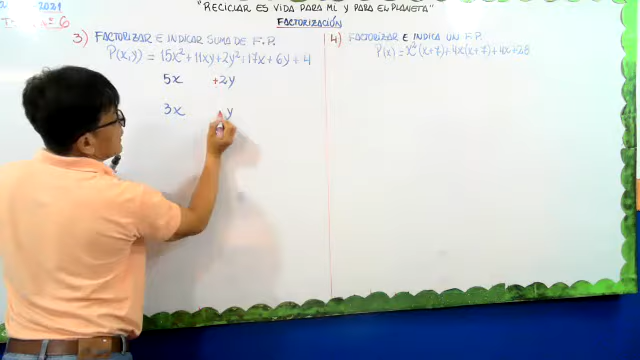 2021
"RECICLAR ES VIDA PARA MI Y PARA EL PLANETA"
6
FACTORIZACIÓN
3) FACTORIZAR E INDICAR SUMA DE F.P.
P(x,y) = 15x²+11xy+2y²+17x+6y+4
5x +2y
3x y
4) FACTORIZAR E INDICA UN F.P.
P(x) = x²(x+7)+4x(x+7)+4x+28